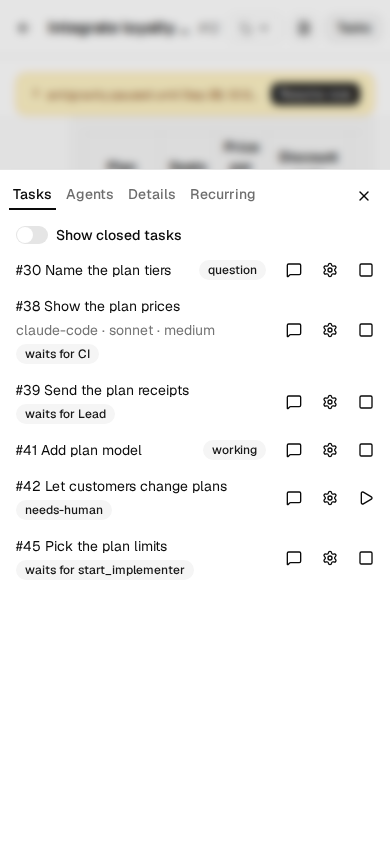 Tasks Agents Details Recurring
Show closed tasks
#30 Name the plan tiers question
#38 Show the plan prices
claude-code · sonnet · medium
waits for CI
#39 Send the plan receipts
waits for Lead
#41 Add plan model working
#42 Let customers change plans
needs-human
#45 Pick the plan limits
waits for start_implementer